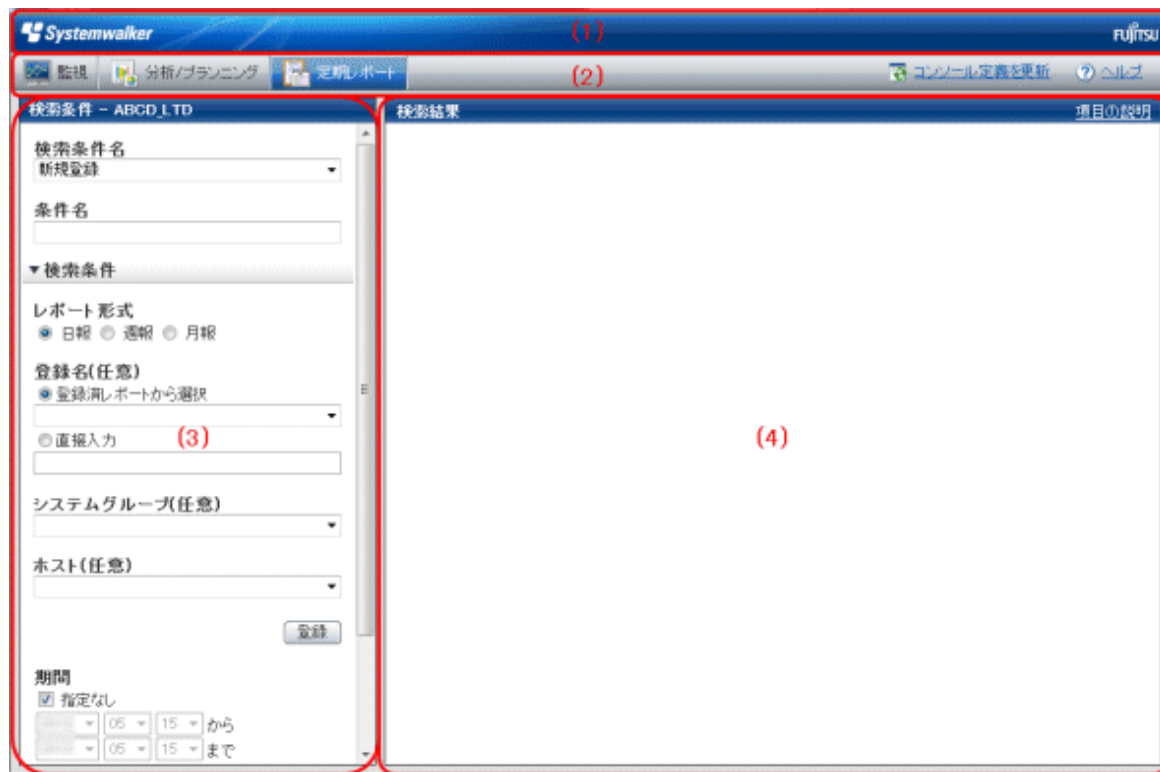 Systemwalker (1) FUJITSU
監視 分析/プランニング 定期レポート (2) コンソール定義を更新 ヘルプ
検索条件 - ABCD_LTD
検索条件名
新規登録
条件名
▼検索条件
レポート形式
日報 週報 月報
登録名(任意)
登録済レポートから選択
直接入力 (3)
システムグループ(任意)
ホスト(任意)
登録
期間
指定なし
05 15 から
05 15 まで
検索結果 項目の説明
(4)